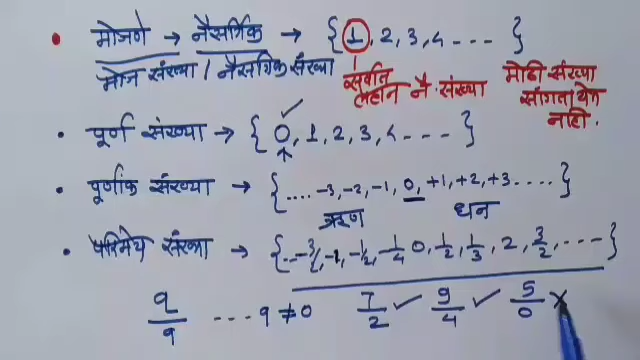 • मोजणे → नैसर्गिक → { 1, 2, 3, 4 - - - }
मोज संख्या / नैसर्गिक संख्या
सर्वात लहान नै. संख्या
मोठी संख्या सांगता येत नाही.
• पूर्ण संख्या → { 0, 1, 2, 3, 4 - - - - }
• पूर्णांक संख्या → { .... -3, -2, -1, 0, +1, +2, +3 .... }
ऋण धन
• परिमेय संख्या → { ... -3/2, -1, -1/2, -1/4 0, 1/2, 1/3, 2, 3/2, --- }
q/q ---- q ≠ 0 7/2 ✓ 9/4 ✓ 5/0 ×